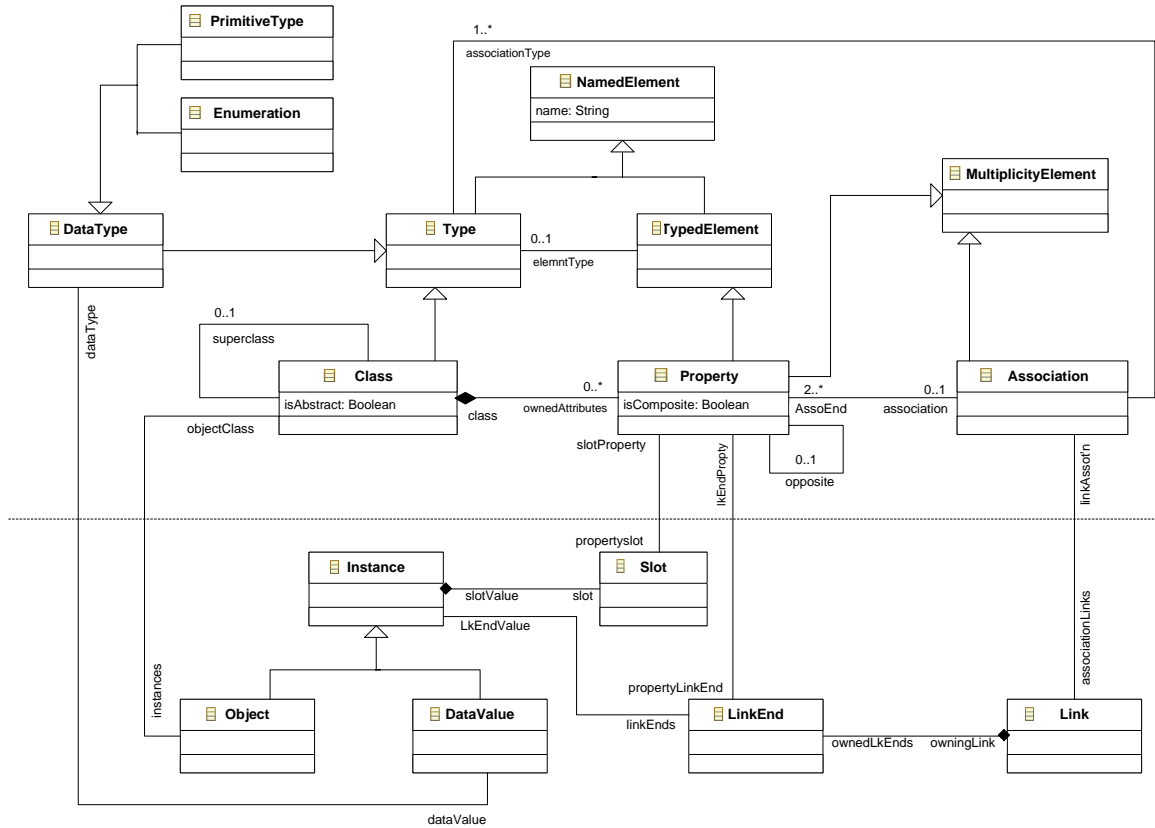 PrimitiveType
1..*
associationType
NamedElement
name: String
Enumeration
MultiplicityElement
DataType
Type
TypedElement
0..1
elemntType
dataType
0..1
superclass
Class
isAbstract: Boolean
objectClass
class
0..*
ownedAttributes
Property
isComposite: Boolean
slotProperty
2..*
AssoEnd
0..1
association
Association
0..1
opposite
lkEndPropty
linkAssot'n
propertyslot
Instance
Slot
slotValue
slot
LkEndValue
associationLinks
instances
propertyLinkEnd
linkEnds
Object
DataValue
LinkEnd
Link
ownedLkEnds
owningLink
dataValue